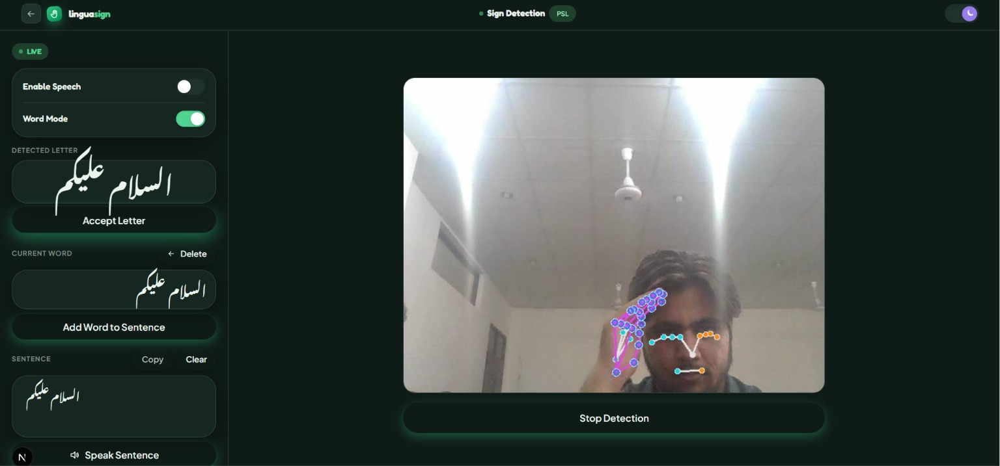 linguasign
Sign Detection PSL
LIVE
Enable Speech
Word Mode
DETECTED LETTER
السلام علیکم
Accept Letter
CURRENT WORD
← Delete
السلام علیکم
Add Word to Sentence
SENTENCE
Copy
Clear
السلام علیکم
N
Speak Sentence
Stop Detection